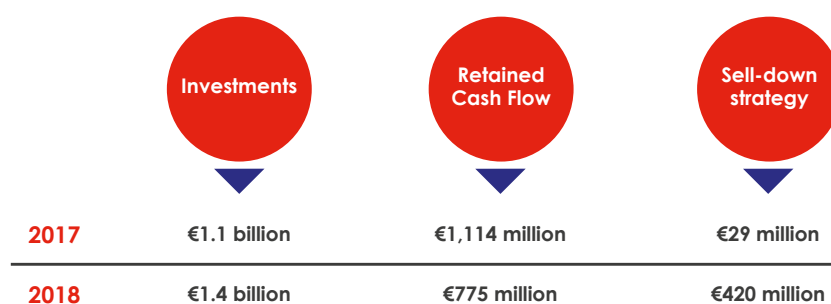 Investments
Retained
Cash Flow
Sell-down
strategy
2017 €1.1 billion €1,114 million €29 million
2018 €1.4 billion €775 million €420 million